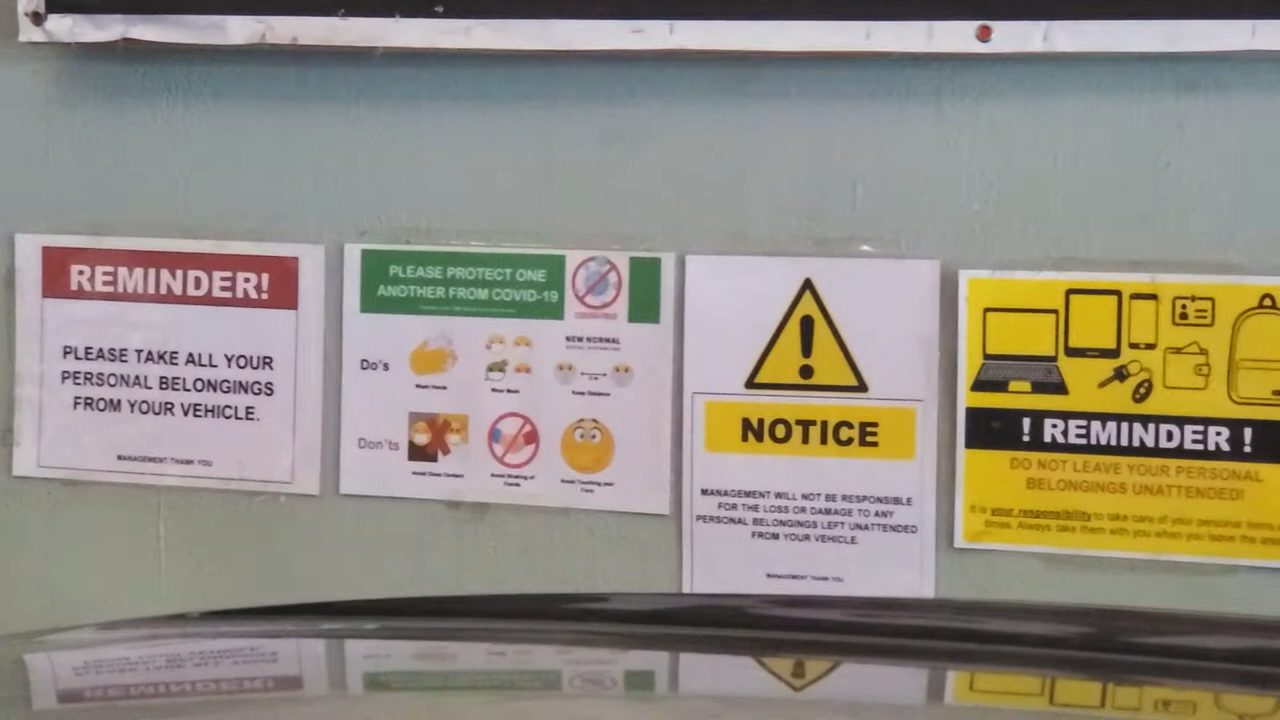 REMINDER!
PLEASE TAKE ALL YOUR
PERSONAL BELONGINGS
FROM YOUR VEHICLE.
MANAGEMENT THANK YOU
PLEASE PROTECT ONE
ANOTHER FROM COVID-19
Do's
Wash Hands
Wear Mask
NEW NORMAL
SOCIAL DISTANCING
Keep Distance
Don'ts
Avoid Close Contact
Avoid Shaking of
Hands
Avoid Touching your
Face
NOTICE
MANAGEMENT WILL NOT BE RESPONSIBLE
FOR THE LOSS OR DAMAGE TO ANY
PERSONAL BELONGINGS LEFT UNATTENDED
FROM YOUR VEHICLE.
MANAGEMENT THANK YOU
! REMINDER !
DO NOT LEAVE YOUR PERSONAL
BELONGINGS UNATTENDED!
It is your responsibility to take care of your personal items
times. Always take them with you when you leave the